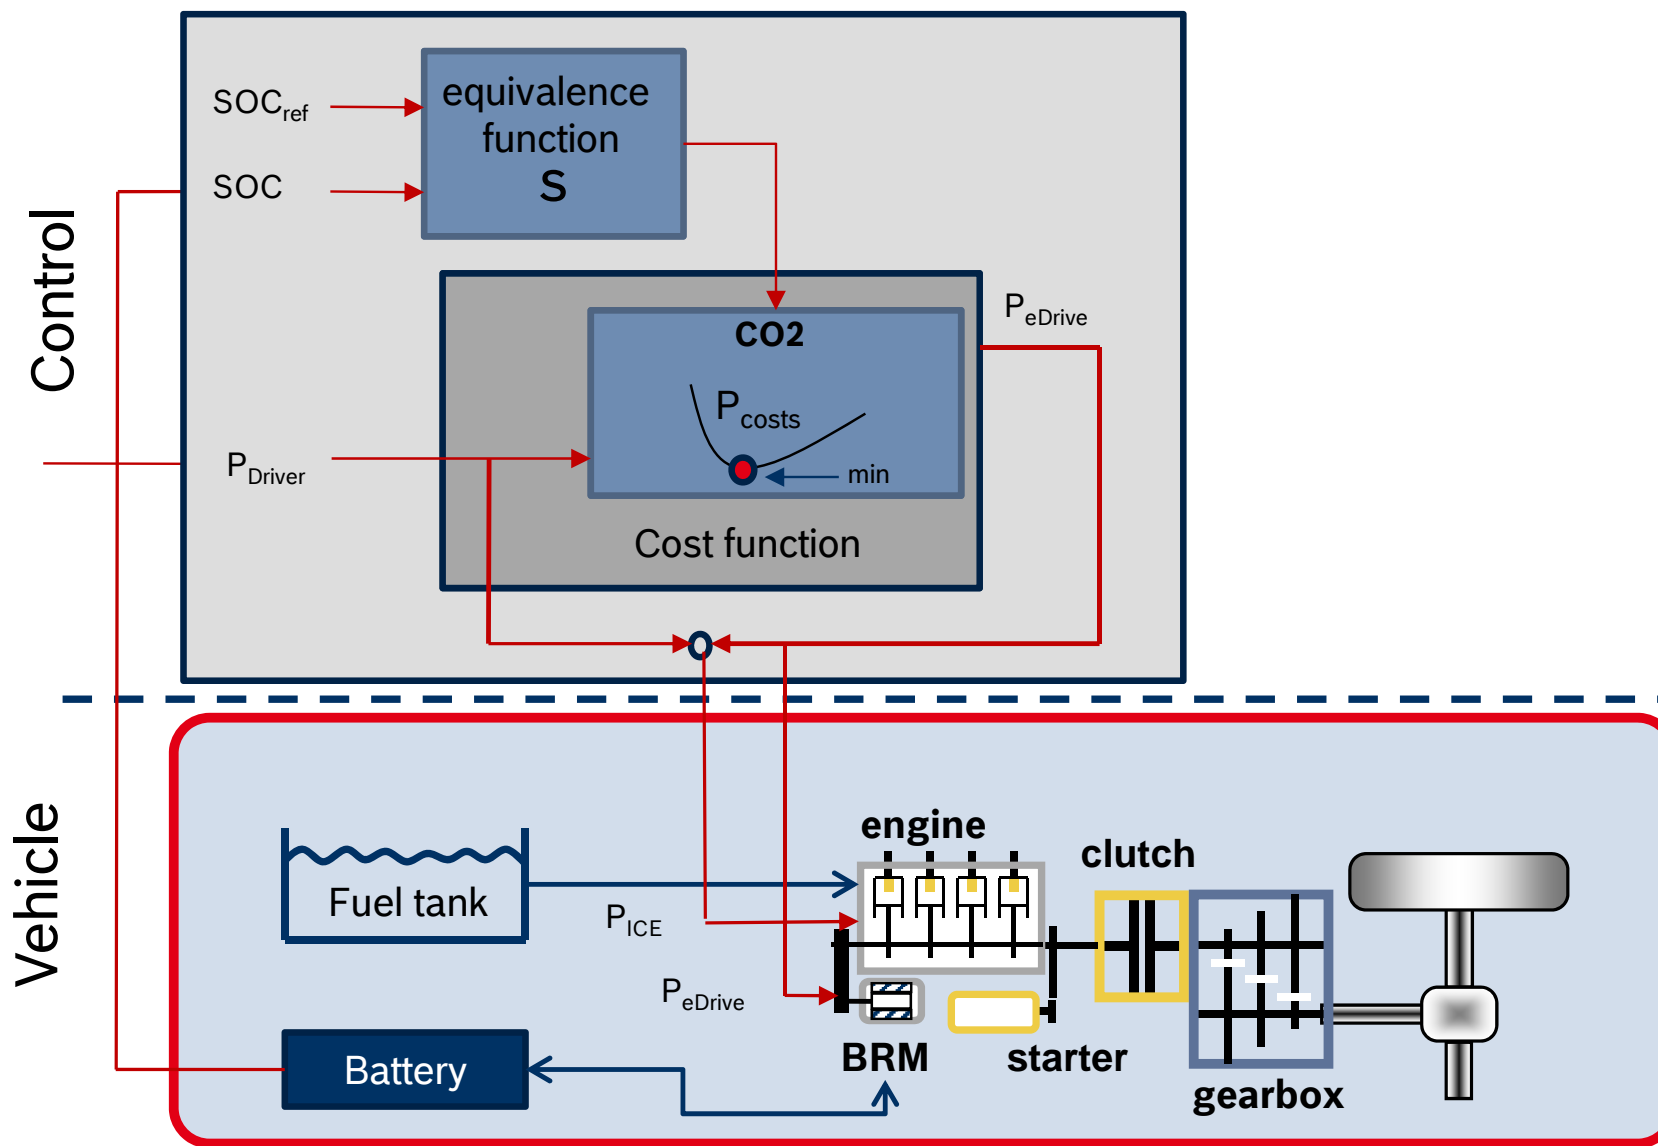 Control
SOCref
SOC
equivalence
function
S
CO2
Pcosts
min
PeDrive
PDriver
Cost function
Vehicle
Fuel tank
PICE
PeDrive
engine
clutch
BRM
starter
gearbox
Battery